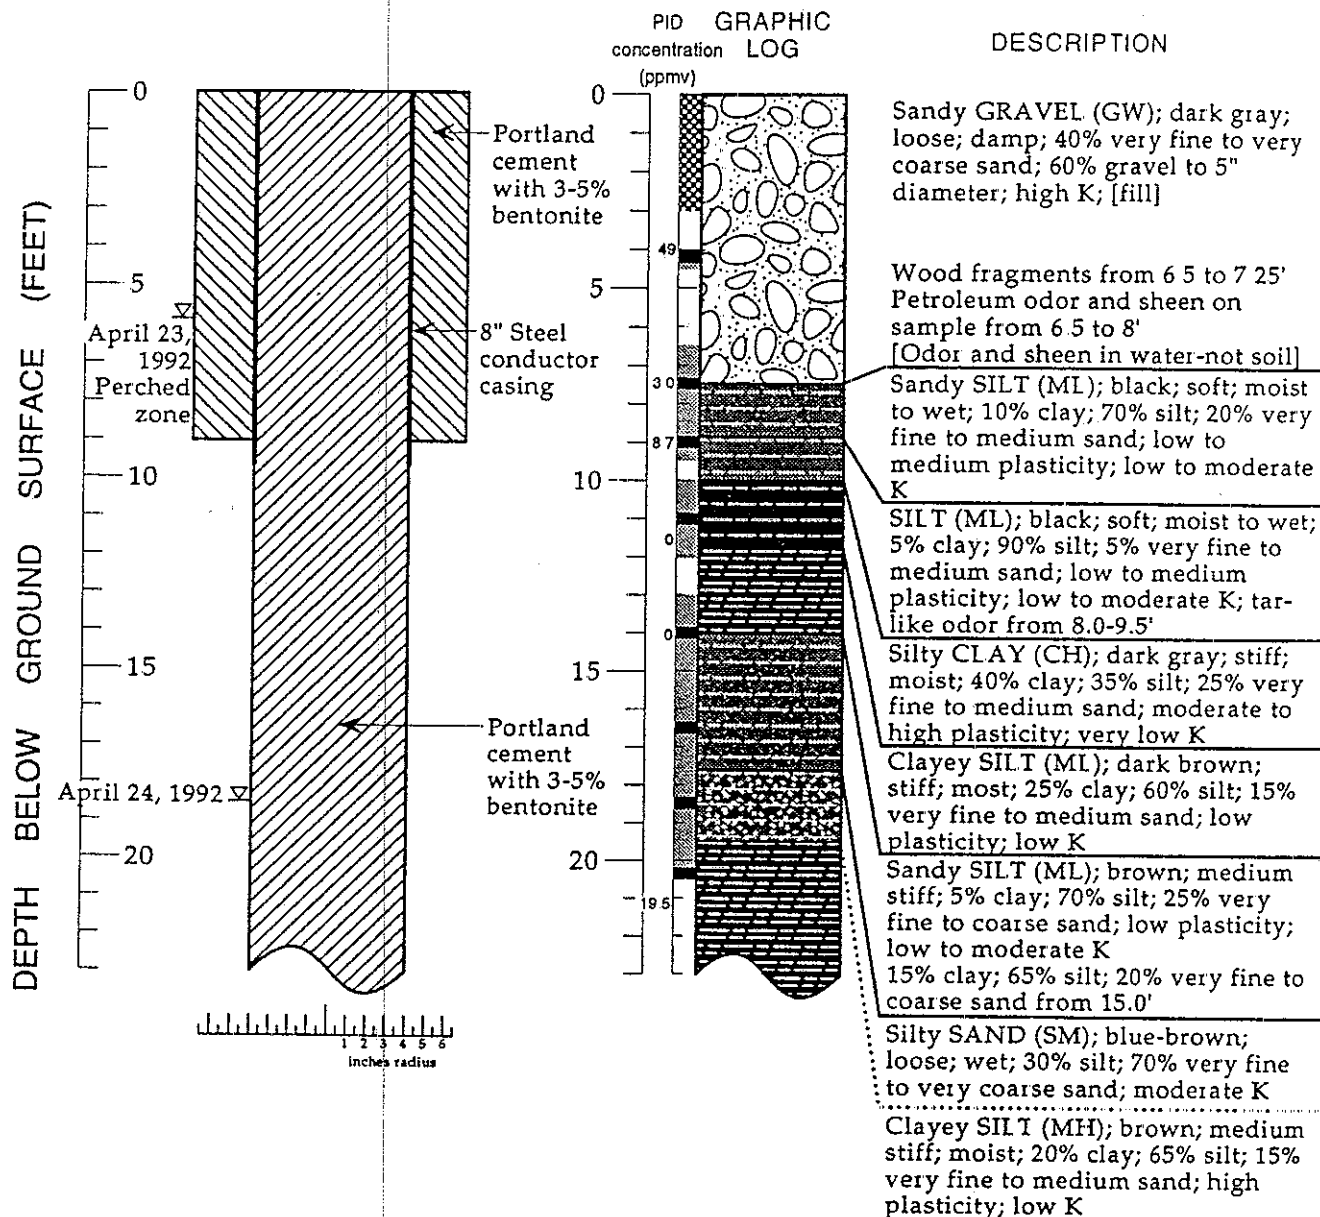 DEPTH BELOW GROUND SURFACE (FEET)
0
5
10
15
20
April 23,
1992
Perched
zone
April 24, 1992
Portland
cement
with 3-5%
bentonite
8" Steel
conductor
casing
Portland
cement
with 3-5%
bentonite
1 2 3 4 5 6
inches radius
PID
concentration
(ppmv)
GRAPHIC
LOG
0
5
10
15
20
49
3 0
8 7
0
0
19.5
DESCRIPTION
Sandy GRAVEL (GW); dark gray;
loose; damp; 40% very fine to very
coarse sand; 60% gravel to 5"
diameter; high K; [fill]
Wood fragments from 6 5 to 7 25'
Petroleum odor and sheen on
sample from 6.5 to 8'
[Odor and sheen in water-not soil]
Sandy SILT (ML); black; soft; moist
to wet; 10% clay; 70% silt; 20% very
fine to medium sand; low to
medium plasticity; low to moderate
K
SILT (ML); black; soft; moist to wet;
5% clay; 90% silt; 5% very fine to
medium sand; low to medium
plasticity; low to moderate K; tar-
like odor from 8.0-9.5'
Silty CLAY (CH); dark gray; stiff;
moist; 40% clay; 35% silt; 25% very
fine to medium sand; moderate to
high plasticity; very low K
Clayey SILT (ML); dark brown;
stiff; most; 25% clay; 60% silt; 15%
very fine to medium sand; low
plasticity; low K
Sandy SILT (ML); brown; medium
stiff; 5% clay; 70% silt; 25% very
fine to coarse sand; low plasticity;
low to moderate K
15% clay; 65% silt; 20% very fine to
coarse sand from 15.0'
Silty SAND (SM); blue-brown;
loose; wet; 30% silt; 70% very fine
to very coarse sand; moderate K
Clayey SILT (MH); brown; medium
stiff; moist; 20% clay; 65% silt; 15%
very fine to medium sand; high
plasticity; low K